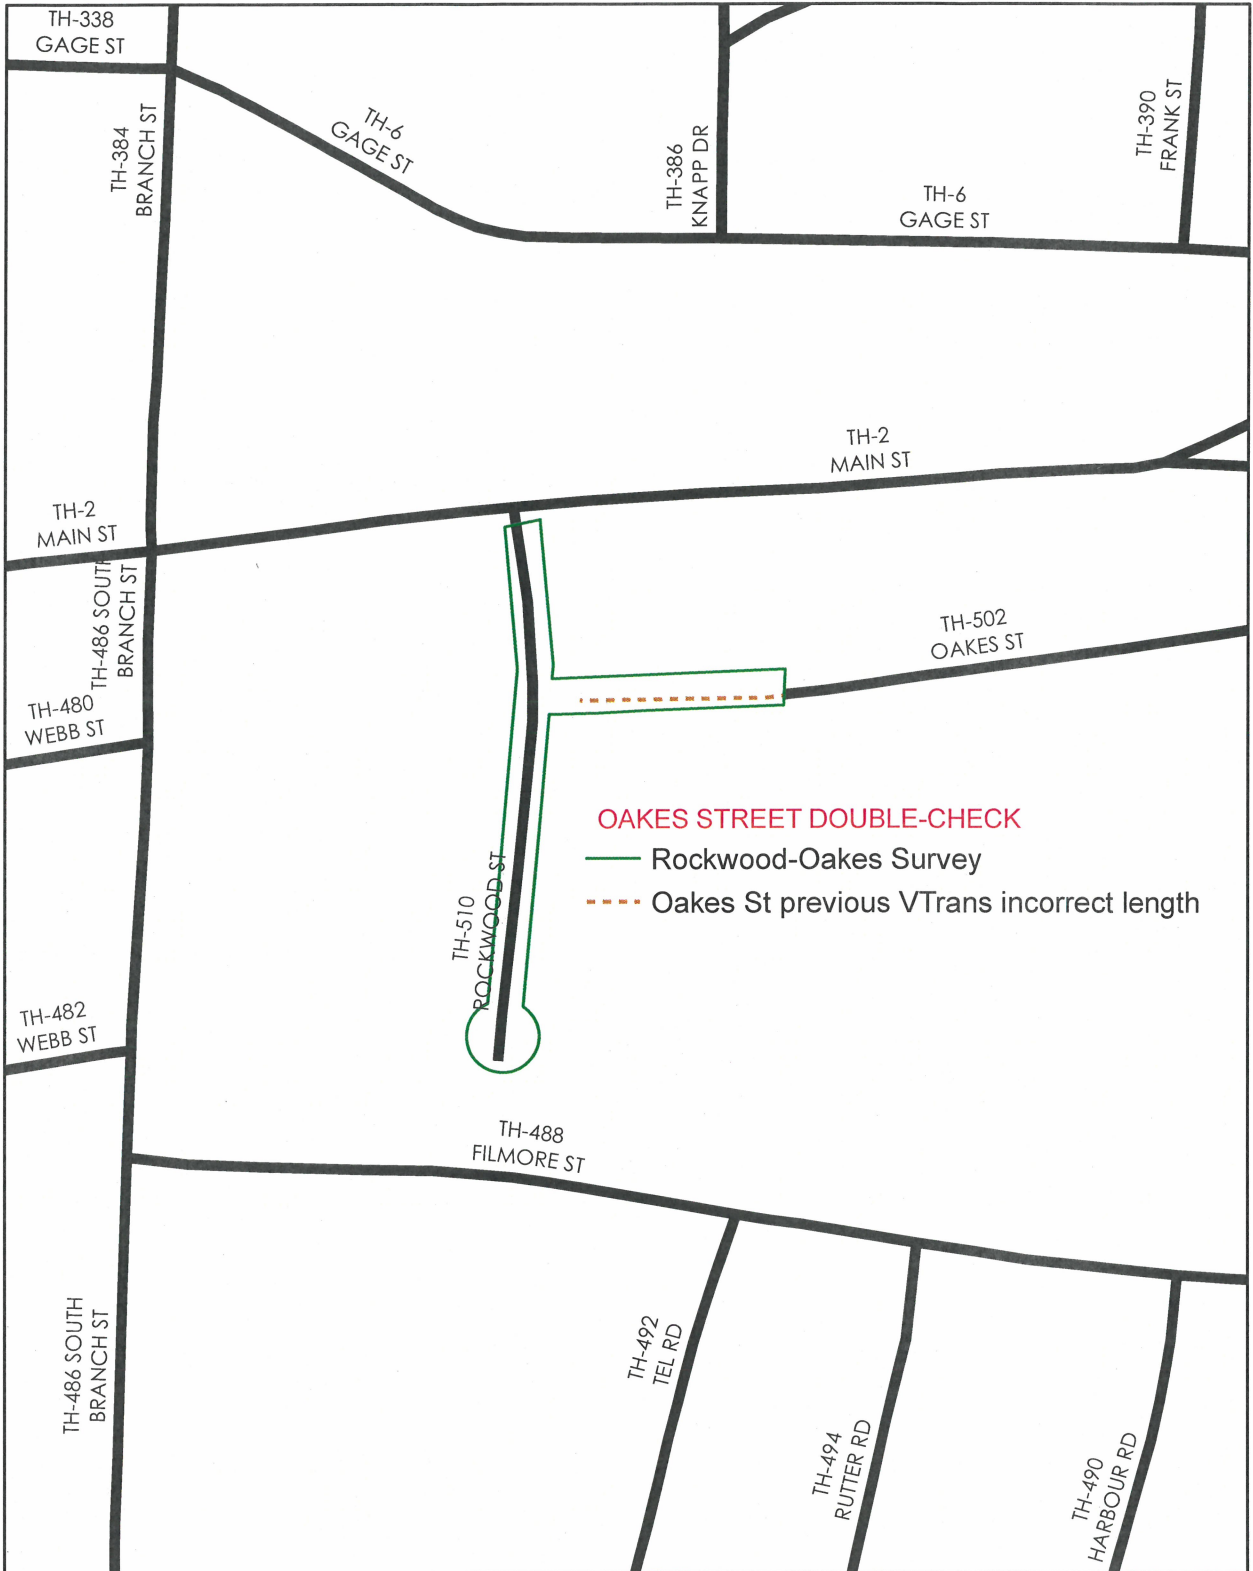 TH-338
GAGE ST
TH-384
BRANCH ST
TH-6
GAGE ST
TH-386
KNAPP DR
TH-390
FRANK ST
TH-6
GAGE ST
TH-2
MAIN ST
TH-2
MAIN ST
TH-486 SOUTH
BRANCH ST
TH-502
OAKES ST
TH-480
WEBB ST
OAKES STREET DOUBLE-CHECK
Rockwood-Oakes Survey
Oakes St previous VTrans incorrect length
TH-510
ROCKWOOD ST
TH-482
WEBB ST
TH-488
FILMORE ST
TH-486 SOUTH
BRANCH ST
TH-492
TEL RD
TH-494
RUTTER RD
TH-490
HARBOUR RD